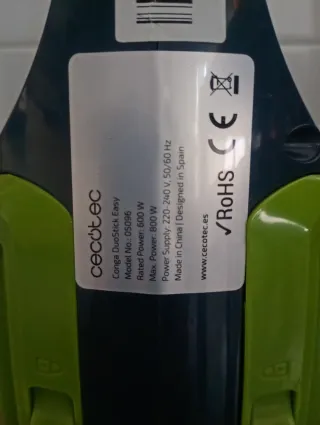 cecotec
Conga DuoStick Easy
Model No.: 05096
Rated Power: 600 W
Max. Power: 800 W
Power Supply: 220-240 V, 50/60 Hz
Made in China | Designed in Spain
www.cecotec.es
✓RoHS CE